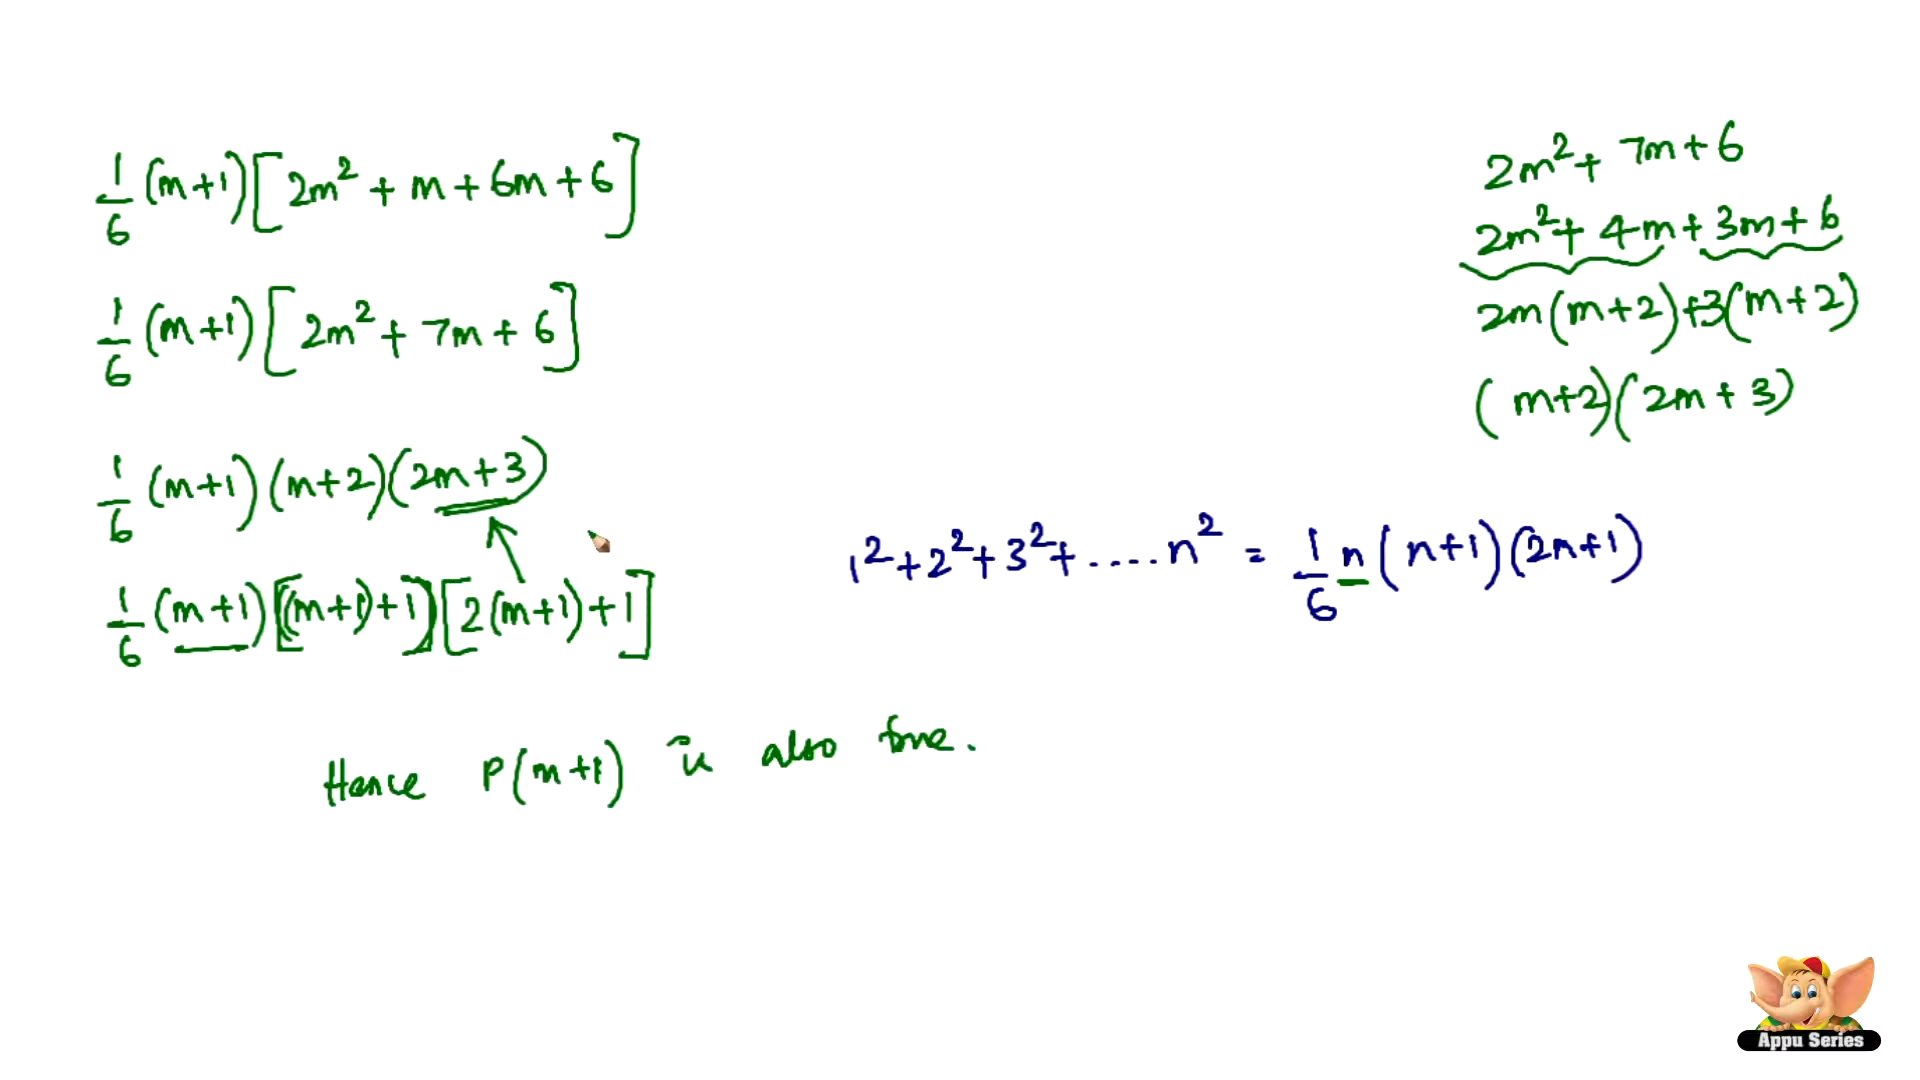 1/6 (m+1)[2m² + m + 6m + 6]
1/6 (m+1)[2m² + 7m + 6]
1/6 (m+1)(m+2)(2m+3)
1/6 (m+1)[(m+1)+1][2(m+1)+1]
Hence P(m+1) is also true.
2m² + 7m + 6
2m² + 4m + 3m + 6
2m(m+2)+3(m+2)
(m+2)(2m+3)
1² + 2² + 3² + ..... n² = 1/6 n(n+1)(2n+1)
Appu Series